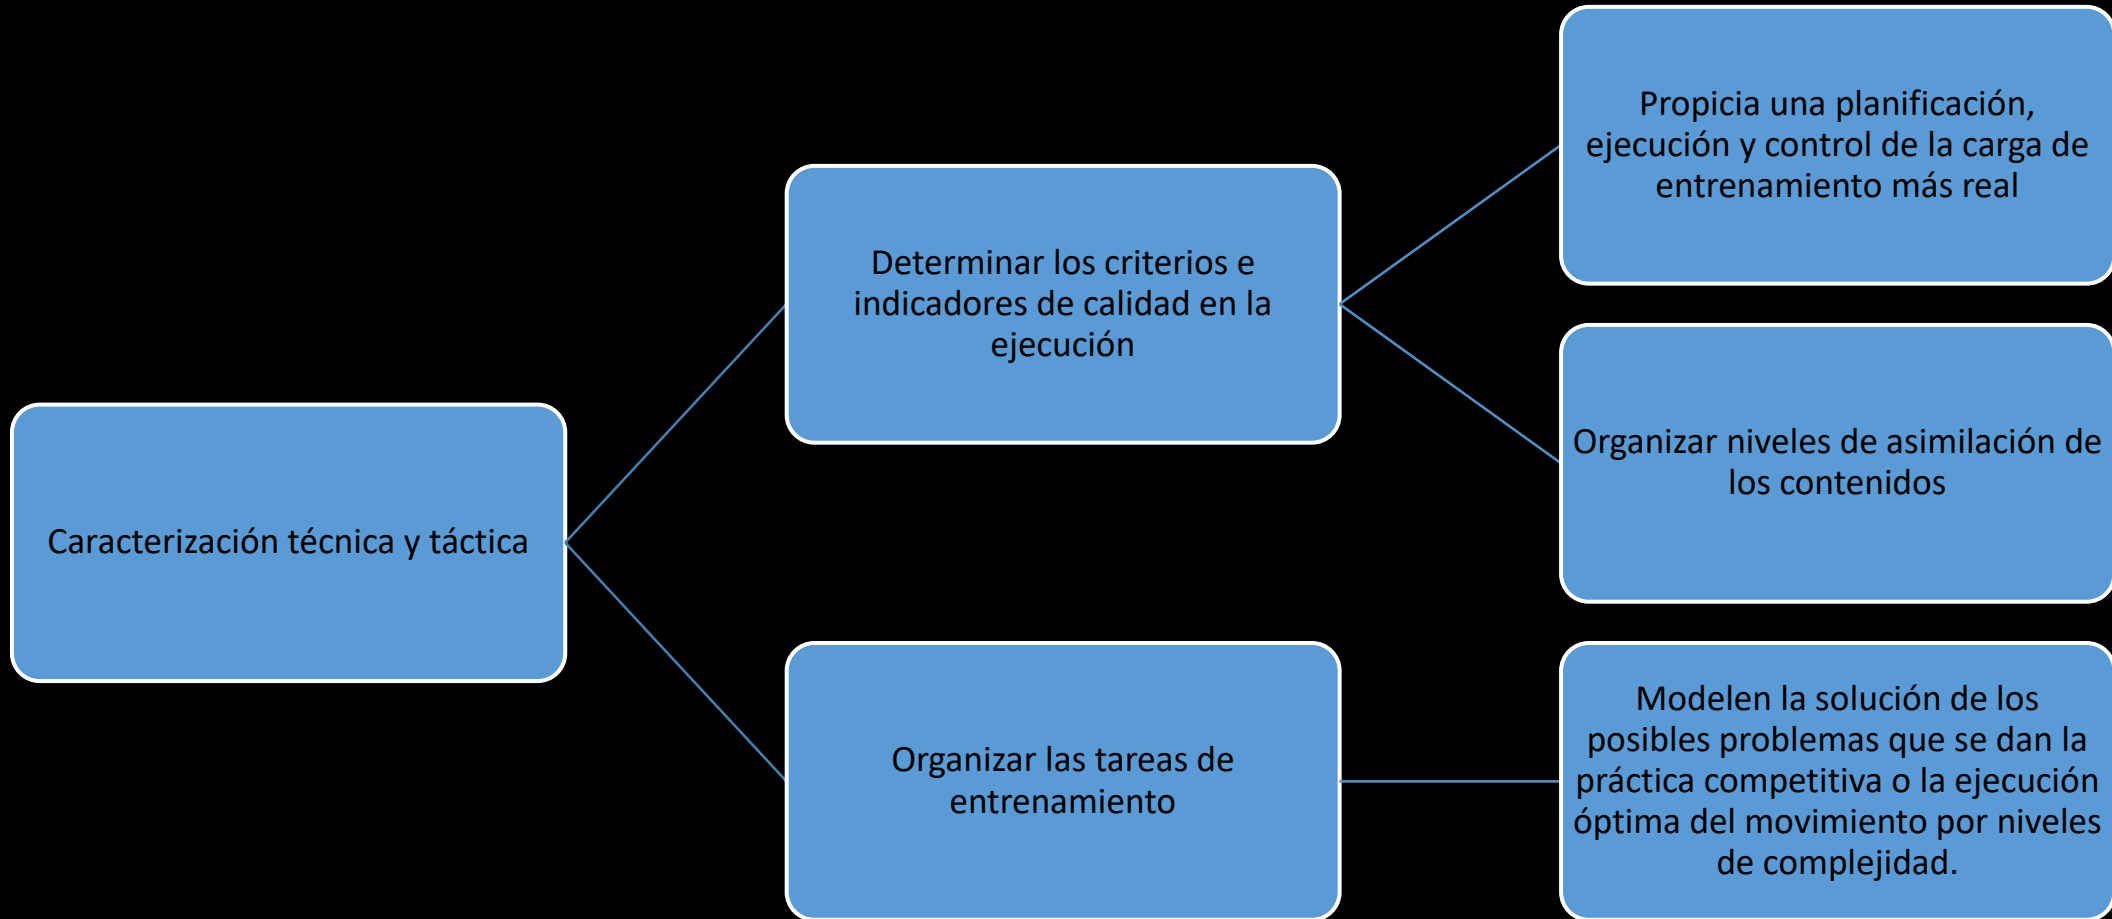 Caracterización técnica y táctica
Determinar los criterios e
indicadores de calidad en la
ejecución
Propicia una planificación,
ejecución y control de la carga de
entrenamiento más real
Organizar niveles de asimilación de
los contenidos
Organizar las tareas de
entrenamiento
Modelen la solución de los
posibles problemas que se dan la
práctica competitiva o la ejecución
óptima del movimiento por niveles
de complejidad.